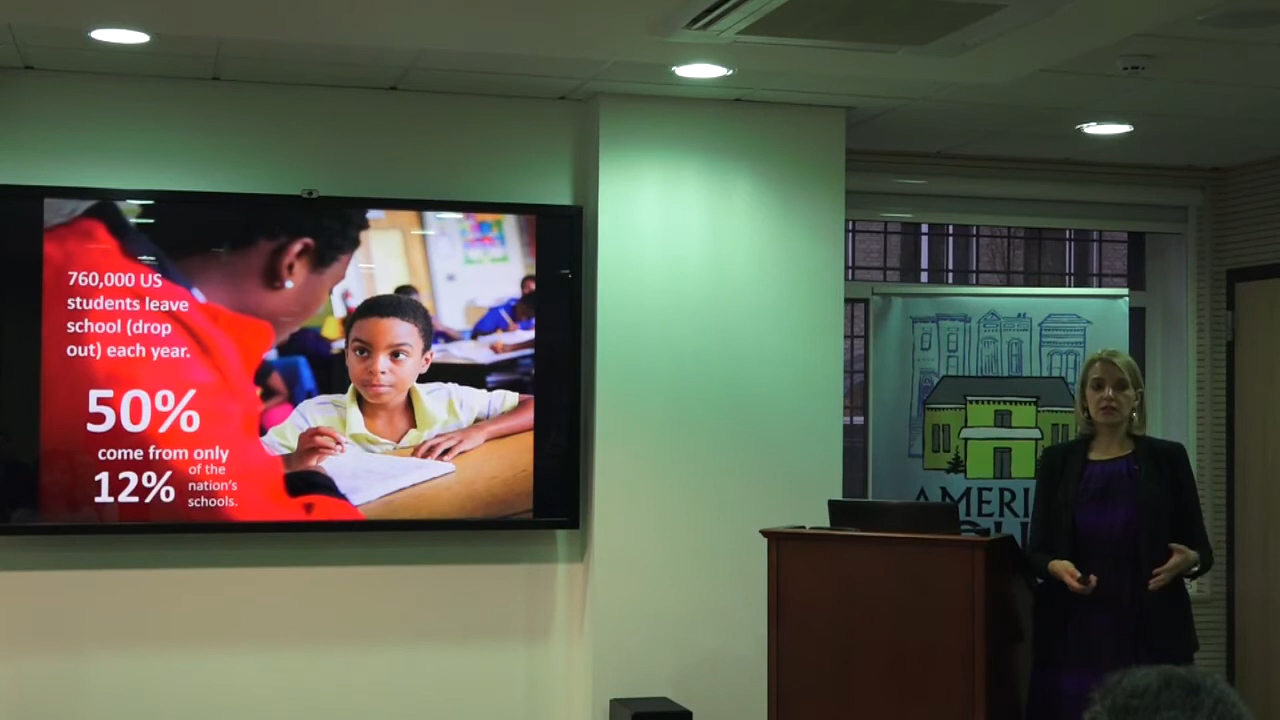 760,000 US
students leave
school (drop
out) each year.
50%
come from only
12%
of the
nation's
schools.
AMERI